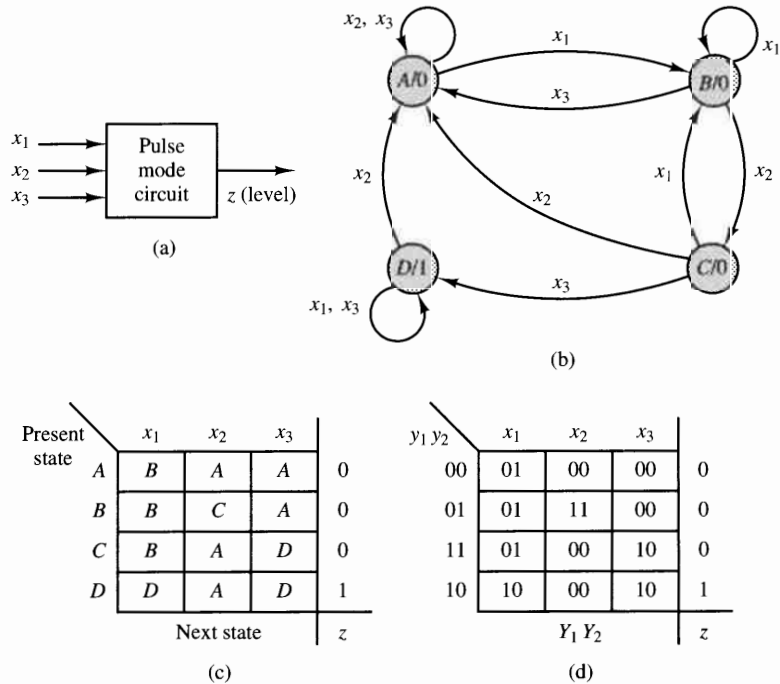 x1
x2
x3
Pulse
mode
circuit
z (level)
(a)
x2, x3
x1
x1
A/0
B/0
x3
x2
x1
x2
x2
D/1
C/0
x3
x1, x3
(b)
Present
state
x1 x2 x3
A B A A 0
B B C A 0
C B A D 0
D D A D 1
Next state z
(c)
y1 y2 x1 x2 x3
00 01 00 00 0
01 01 11 00 0
11 01 00 10 0
10 10 00 10 1
Y1 Y2 z
(d)